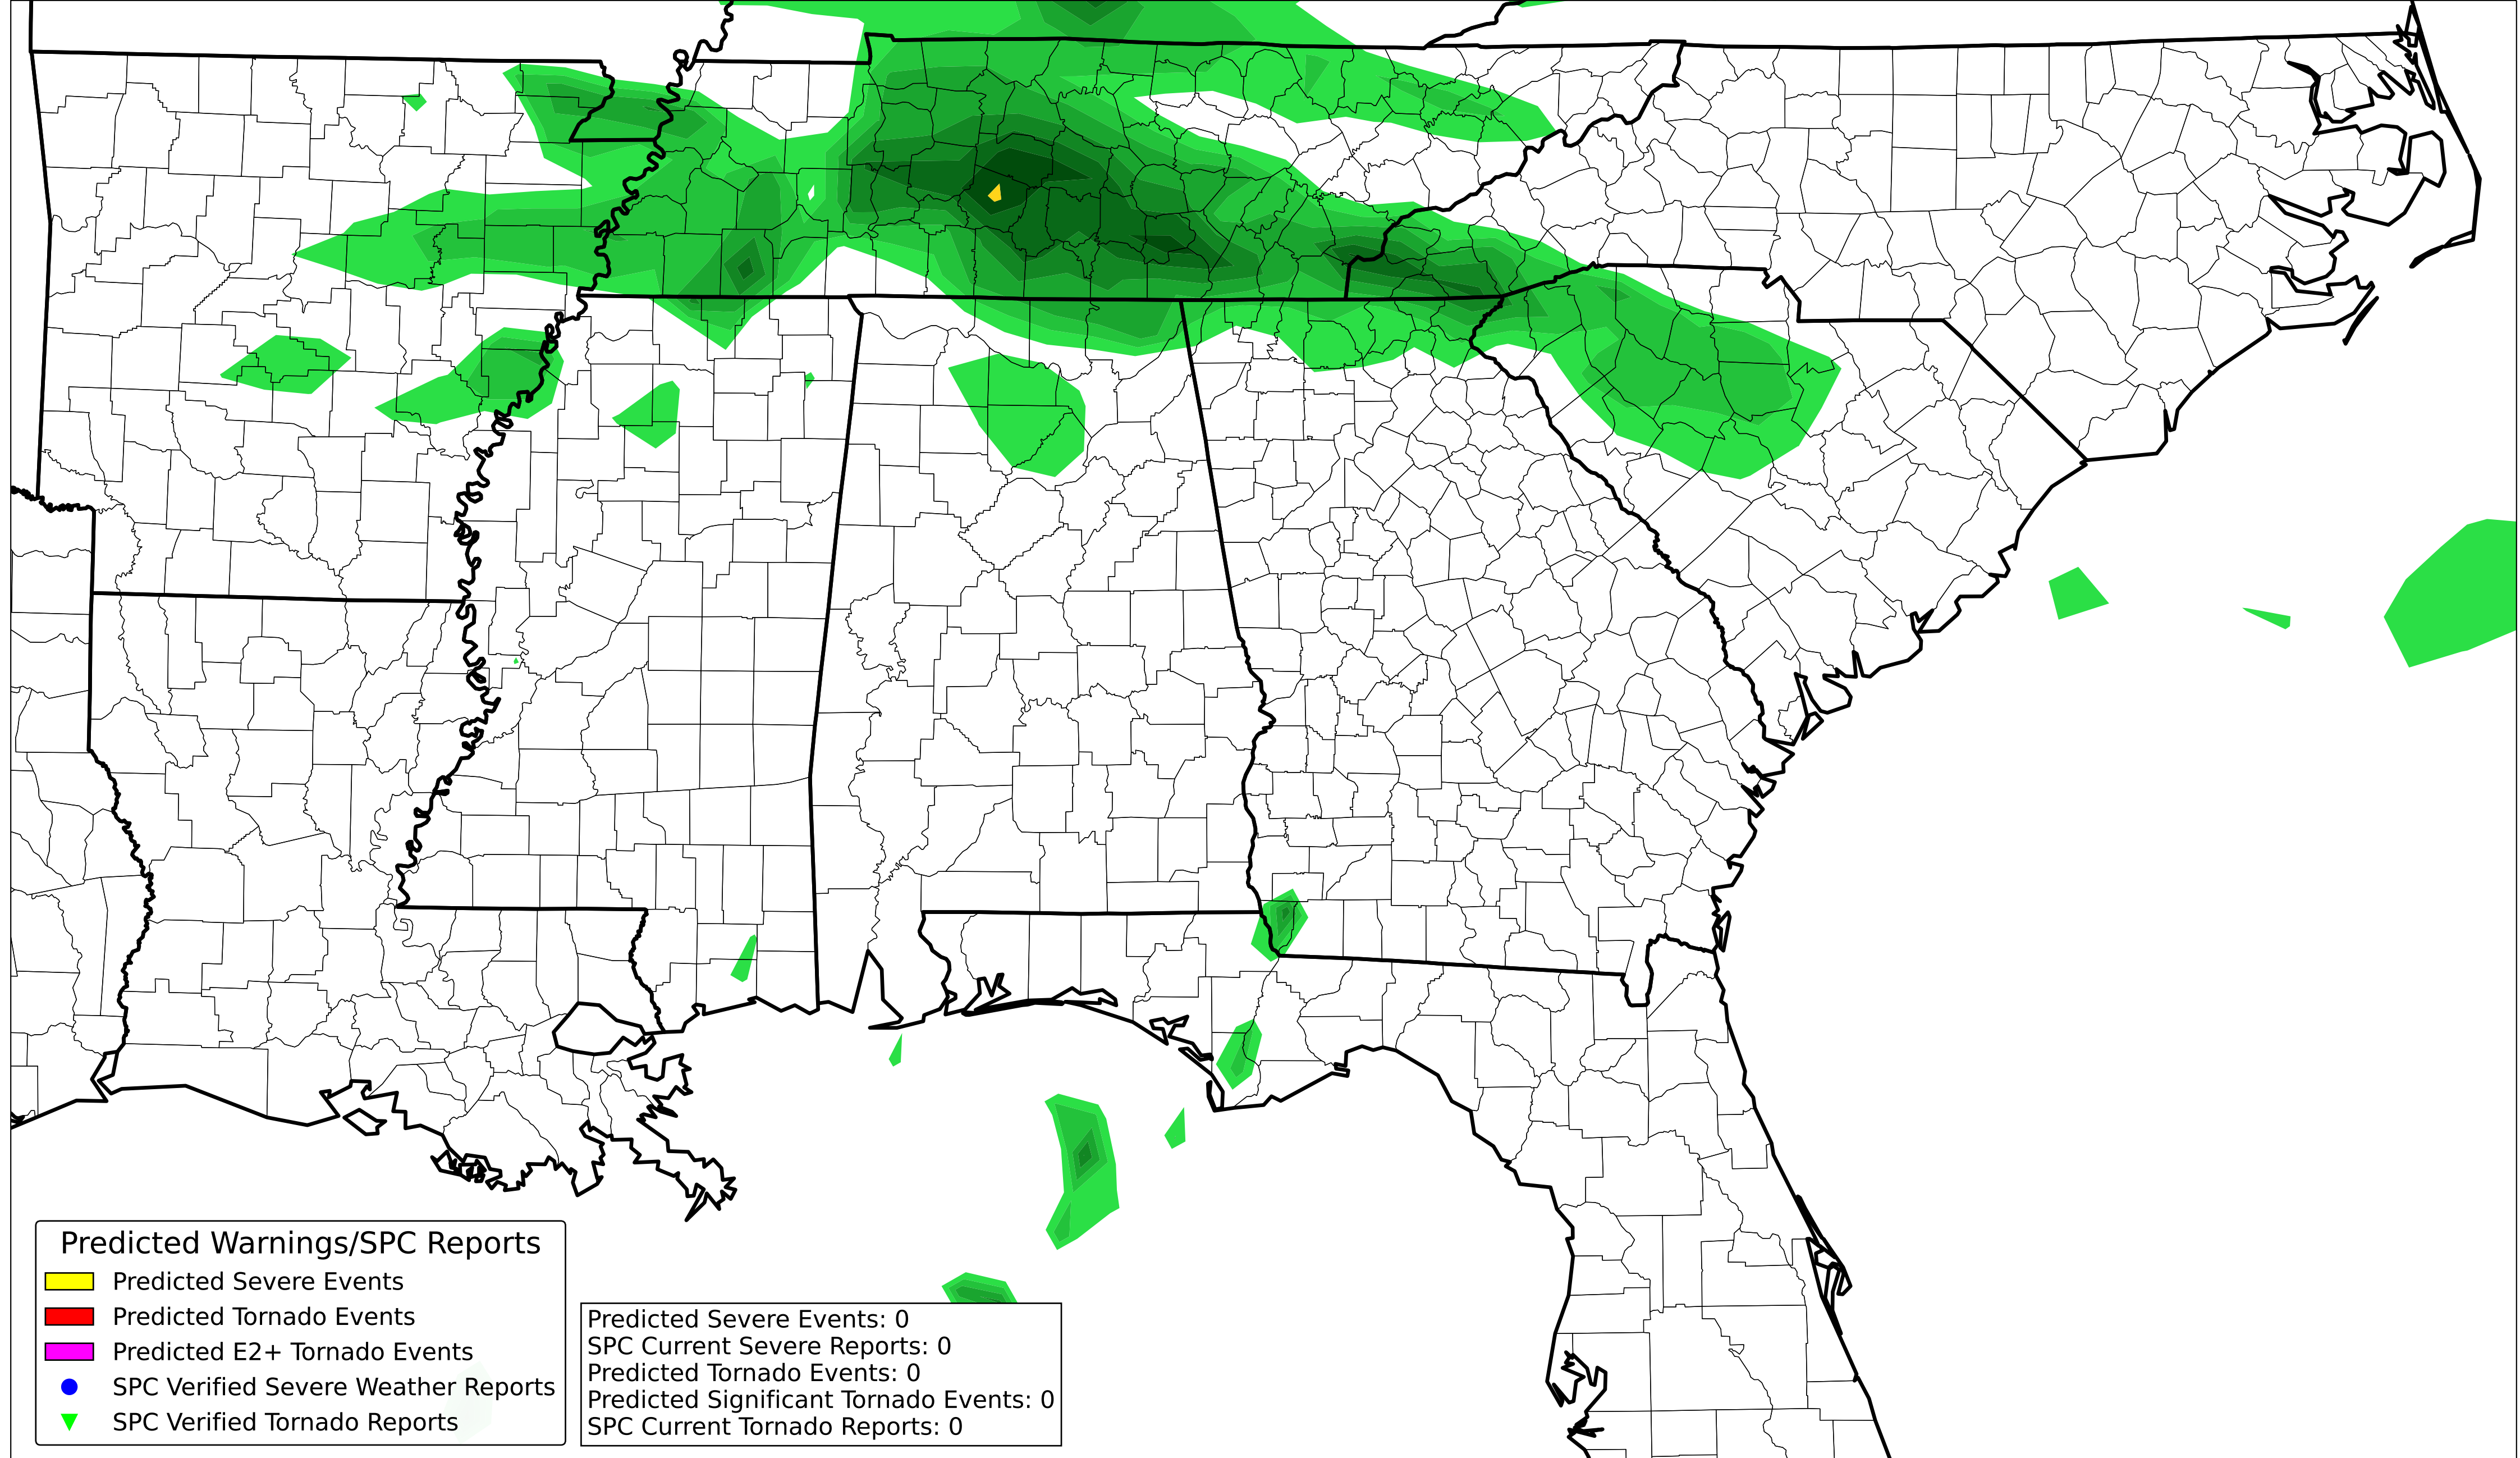 Predicted Warnings/SPC Reports
Predicted Severe Events
Predicted Tornado Events
Predicted E2+ Tornado Events
SPC Verified Severe Weather Reports
SPC Verified Tornado Reports
Predicted Severe Events: 0
SPC Current Severe Reports: 0
Predicted Tornado Events: 0
Predicted Significant Tornado Events: 0
SPC Current Tornado Reports: 0